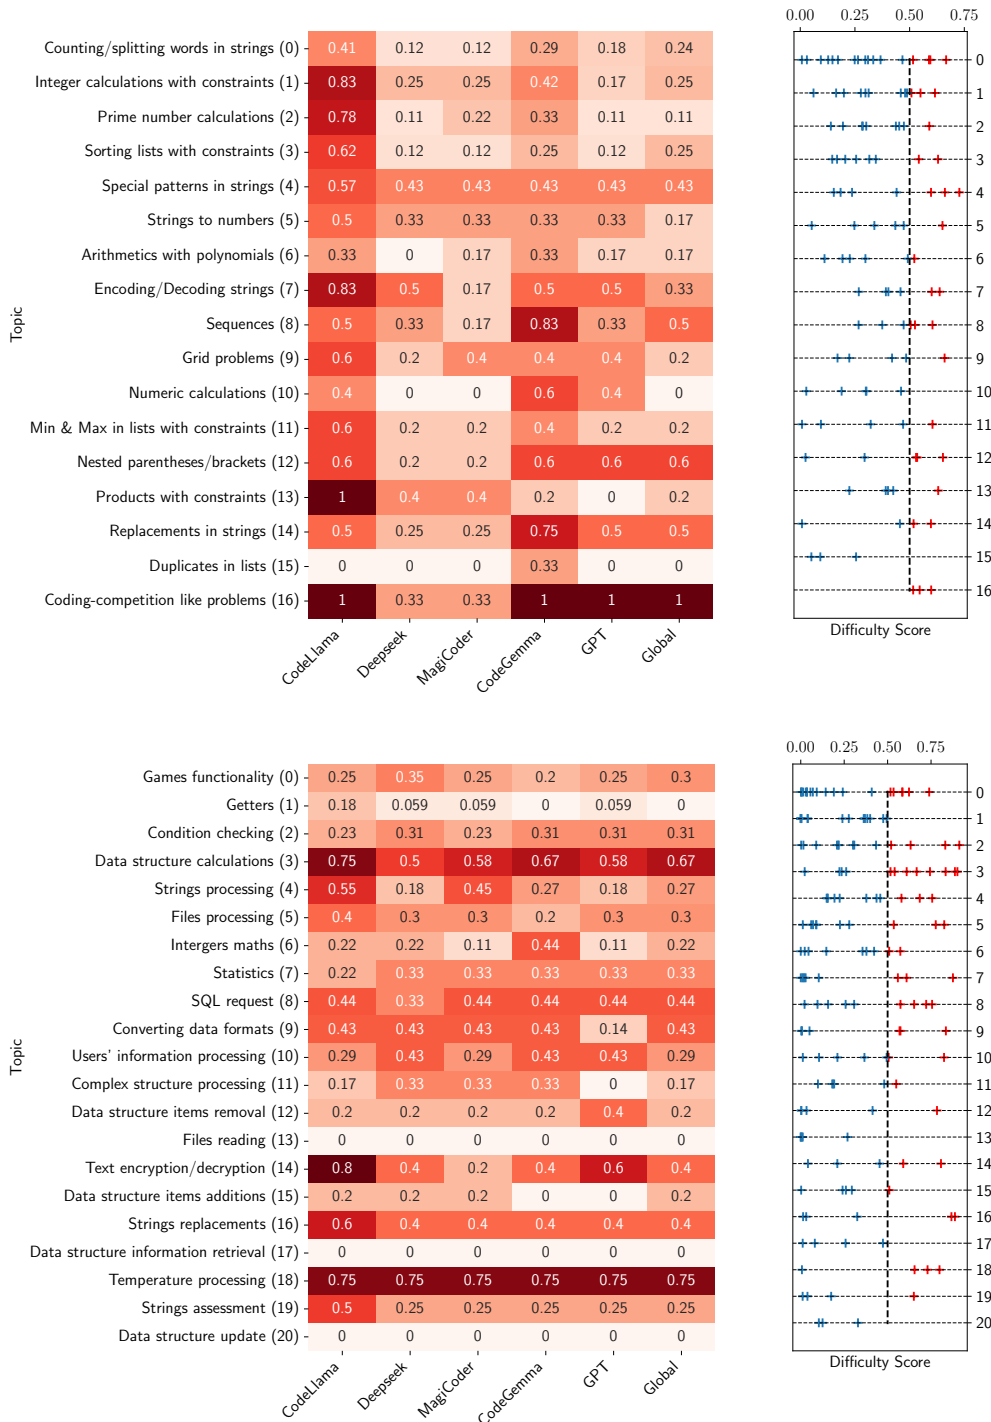 0.00 0.25 0.50 0.75
Counting/splitting words in strings (0) 0.41 0.12 0.12 0.29 0.18 0.24 0
Integer calculations with constraints (1) 0.83 0.25 0.25 0.42 0.17 0.25 1
Prime number calculations (2) 0.78 0.11 0.22 0.33 0.11 0.11 2
Sorting lists with constraints (3) 0.62 0.12 0.12 0.25 0.12 0.25 3
Special patterns in strings (4) 0.57 0.43 0.43 0.43 0.43 0.43 4
Strings to numbers (5) 0.5 0.33 0.33 0.33 0.33 0.17 5
Arithmetics with polynomials (6) 0.33 0 0.17 0.33 0.17 0.17 6
Encoding/Decoding strings (7) 0.83 0.5 0.17 0.5 0.5 0.33 7
Sequences (8) 0.5 0.33 0.17 0.83 0.33 0.5 8
Topic
Grid problems (9) 0.6 0.2 0.4 0.4 0.4 0.2 9
Numeric calculations (10) 0.4 0 0 0.6 0.4 0 10
Min & Max in lists with constraints (11) 0.6 0.2 0.2 0.4 0.2 0.2 11
Nested parentheses/brackets (12) 0.6 0.2 0.2 0.6 0.6 0.6 12
Products with constraints (13) 1 0.4 0.4 0.2 0 0.2 13
Replacements in strings (14) 0.5 0.25 0.25 0.75 0.5 0.5 14
Duplicates in lists (15) 0 0 0 0.33 0 0 15
Coding-competition like problems (16) 1 0.33 0.33 1 1 1 16
Difficulty Score
CodeLlama Deepseek MagiCoder CodeGemma GPT Global
0.00 0.25 0.50 0.75
Games functionality (0) 0.25 0.35 0.25 0.2 0.25 0.3 0
Getters (1) 0.18 0.059 0.059 0 0.059 0 1
Condition checking (2) 0.23 0.31 0.23 0.31 0.31 0.31 2
Data structure calculations (3) 0.75 0.5 0.58 0.67 0.58 0.67 3
Strings processing (4) 0.55 0.18 0.45 0.27 0.18 0.27 4
Files processing (5) 0.4 0.3 0.3 0.2 0.3 0.3 5
Intergers maths (6) 0.22 0.22 0.11 0.44 0.11 0.22 6
Statistics (7) 0.22 0.33 0.33 0.33 0.33 0.33 7
SQL request (8) 0.44 0.33 0.44 0.44 0.44 0.44 8
Converting data formats (9) 0.43 0.43 0.43 0.43 0.14 0.43 9
Topic
Users' information processing (10) 0.29 0.43 0.29 0.43 0.43 0.29 10
Complex structure processing (11) 0.17 0.33 0.33 0.33 0 0.17 11
Data structure items removal (12) 0.2 0.2 0.2 0.2 0.4 0.2 12
Files reading (13) 0 0 0 0 0 0 13
Text encryption/decryption (14) 0.8 0.4 0.2 0.4 0.6 0.4 14
Data structure items additions (15) 0.2 0.2 0.2 0 0 0.2 15
Strings replacements (16) 0.6 0.4 0.4 0.4 0.4 0.4 16
Data structure information retrieval (17) 0 0 0 0 0 0 17
Temperature processing (18) 0.75 0.75 0.75 0.75 0.75 0.75 18
Strings assessment (19) 0.5 0.25 0.25 0.25 0.25 0.25 19
Data structure update (20) 0 0 0 0 0 0 20
Difficulty Score
CodeLlama Deepseek MagiCoder CodeGemma GPT Global